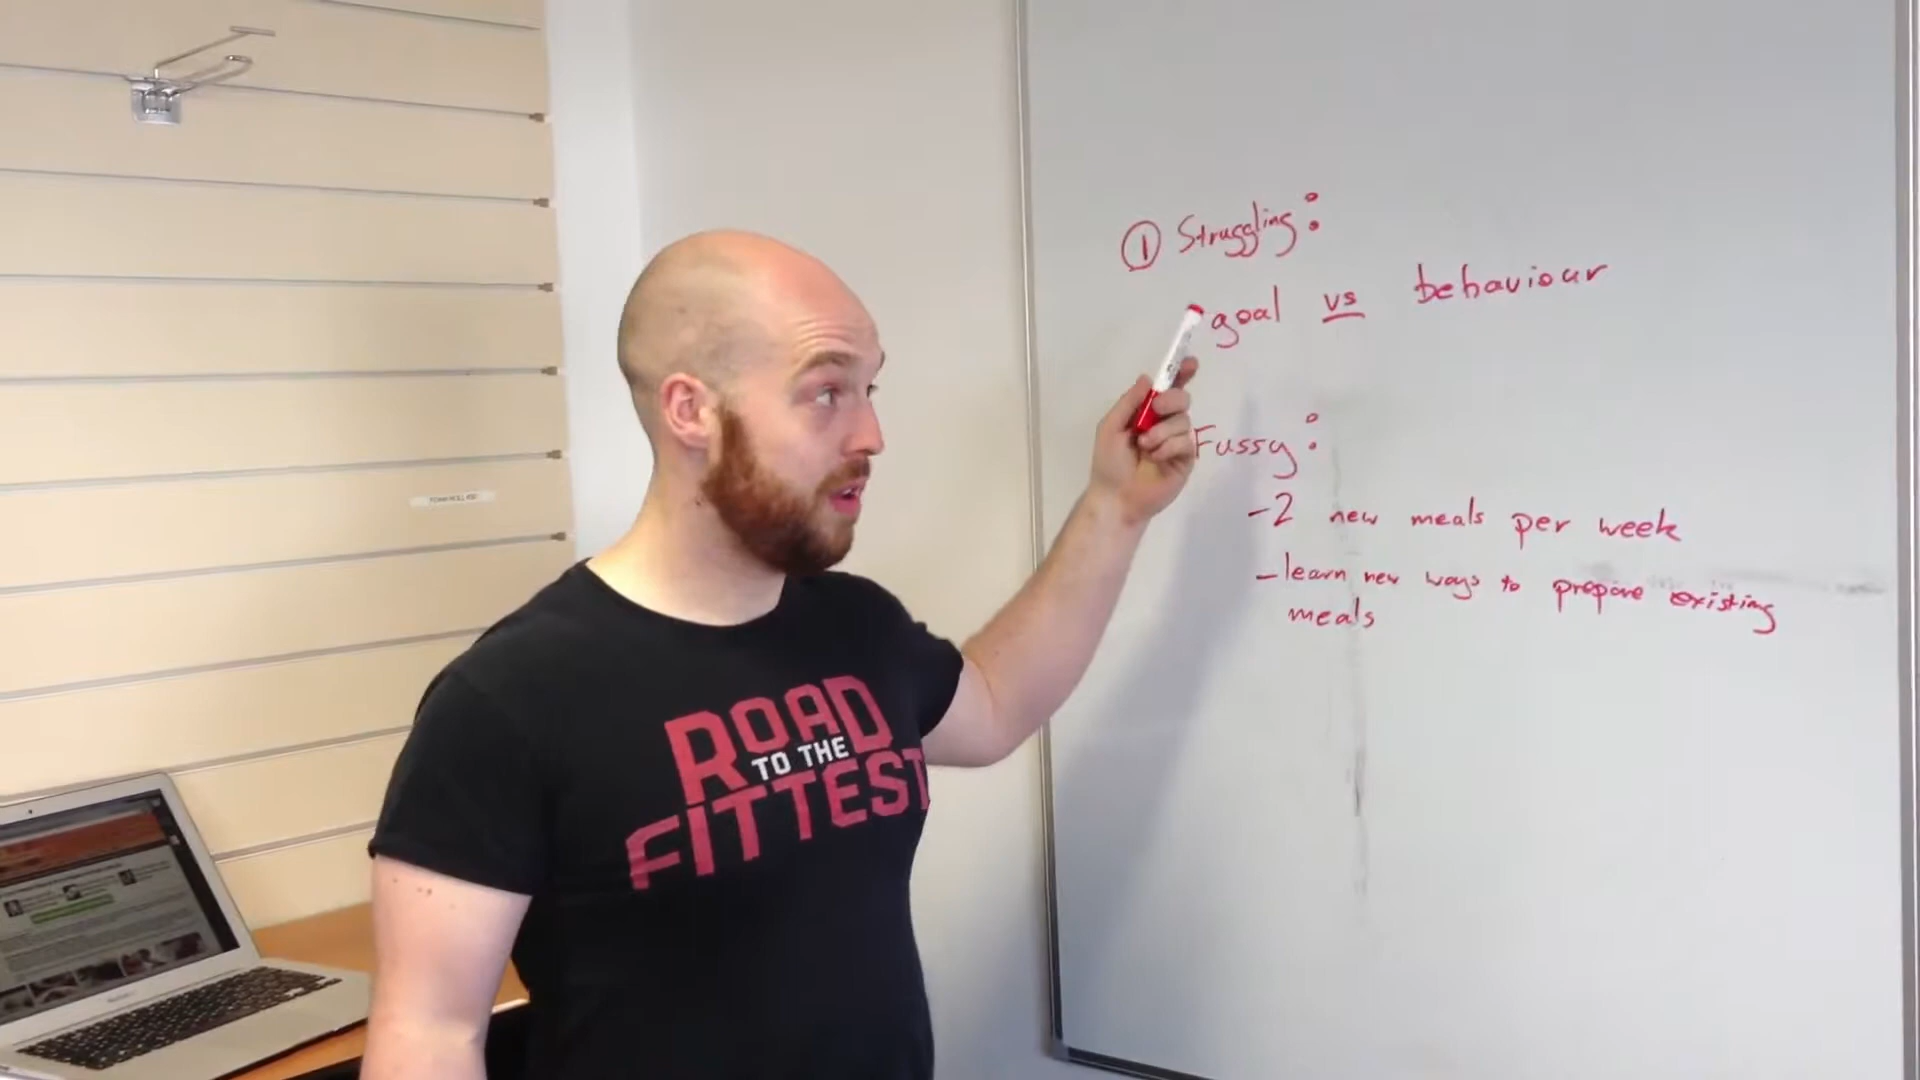 ① Struggling:
goal vs behaviour
Fussy:
-2 new meals per week
-learn new ways to prepare existing
meals
ROAD
TO THE
FITTEST